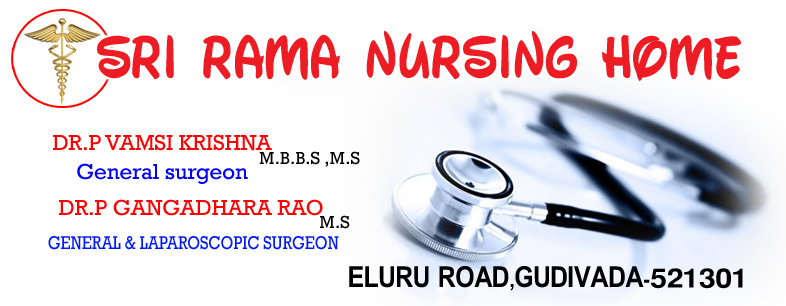 SRI RAMA NURSING HOME
DR.P VAMSI KRISHNA
M.B.B.S ,M.S
General surgeon
DR.P GANGADHARA RAO
M.S
GENERAL & LAPAROSCOPIC SURGEON
ELURU ROAD,GUDIVADA-521301